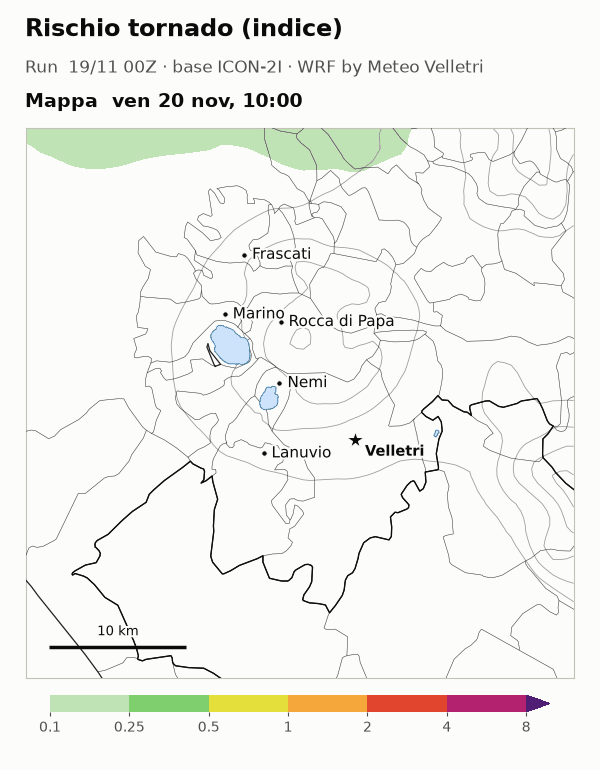 Rischio tornado (indice)
Run 19/11 00Z · base ICON-2I · WRF by Meteo Velletri
Mappa ven 20 nov, 10:00
Frascati
Marino
Rocca di Papa
Nemi
Velletri
Lanuvio
10 km
0.1 0.25 0.5 1 2 4 8